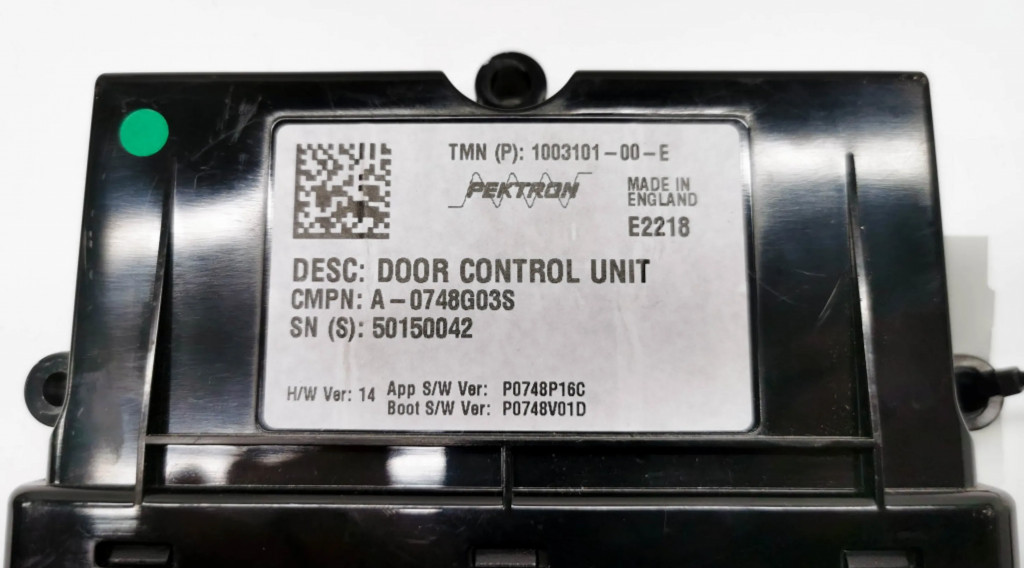 TMN (P): 1003101-00-E
PEKTRON
MADE IN
ENGLAND
E2218
DESC: DOOR CONTROL UNIT
CMPN: A-0748G03S
SN (S): 50150042
H/W Ver: 14
App S/W Ver: P0748P16C
Boot S/W Ver: P0748V01D